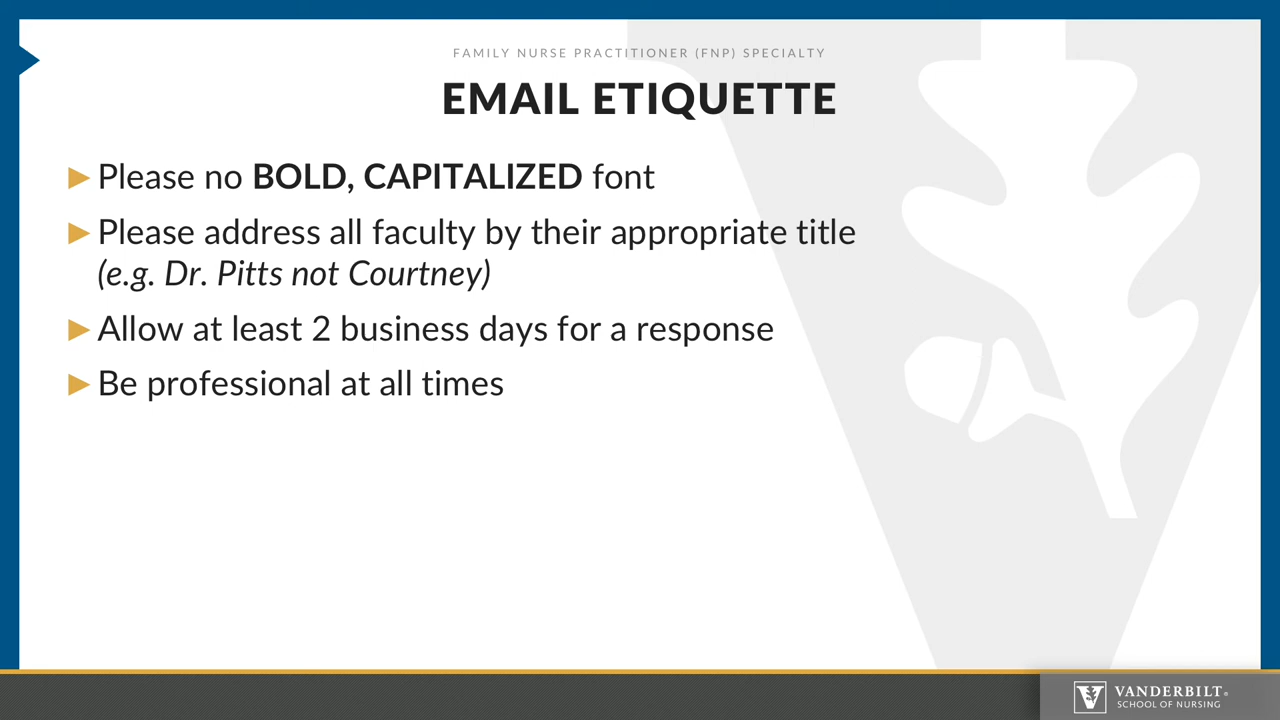 FAMILY NURSE PRACTITIONER (FNP) SPECIALTY
EMAIL ETIQUETTE
Please no BOLD, CAPITALIZED font
Please address all faculty by their appropriate title
(e.g. Dr. Pitts not Courtney)
Allow at least 2 business days for a response
Be professional at all times
VANDERBILT®
SCHOOL OF NURSING